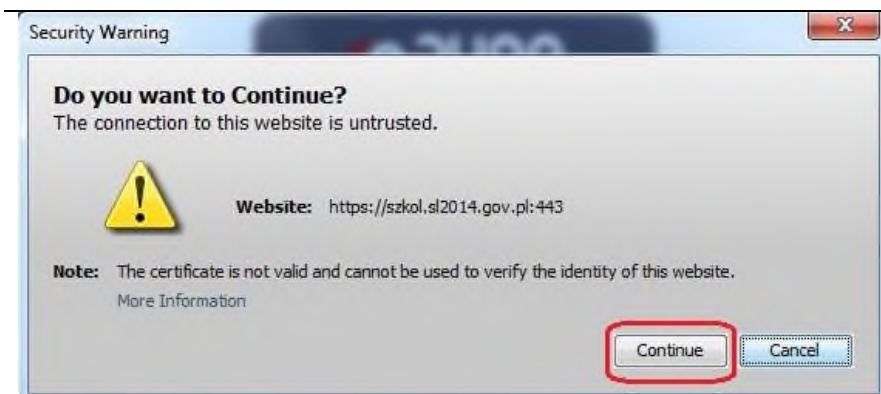 Security Warning
Do you want to Continue?
The connection to this website is untrusted.
Website: https://szkol.sl2014.gov.pl:443
Note: The certificate is not valid and cannot be used to verify the identity of this website.
More Information
Continue Cancel